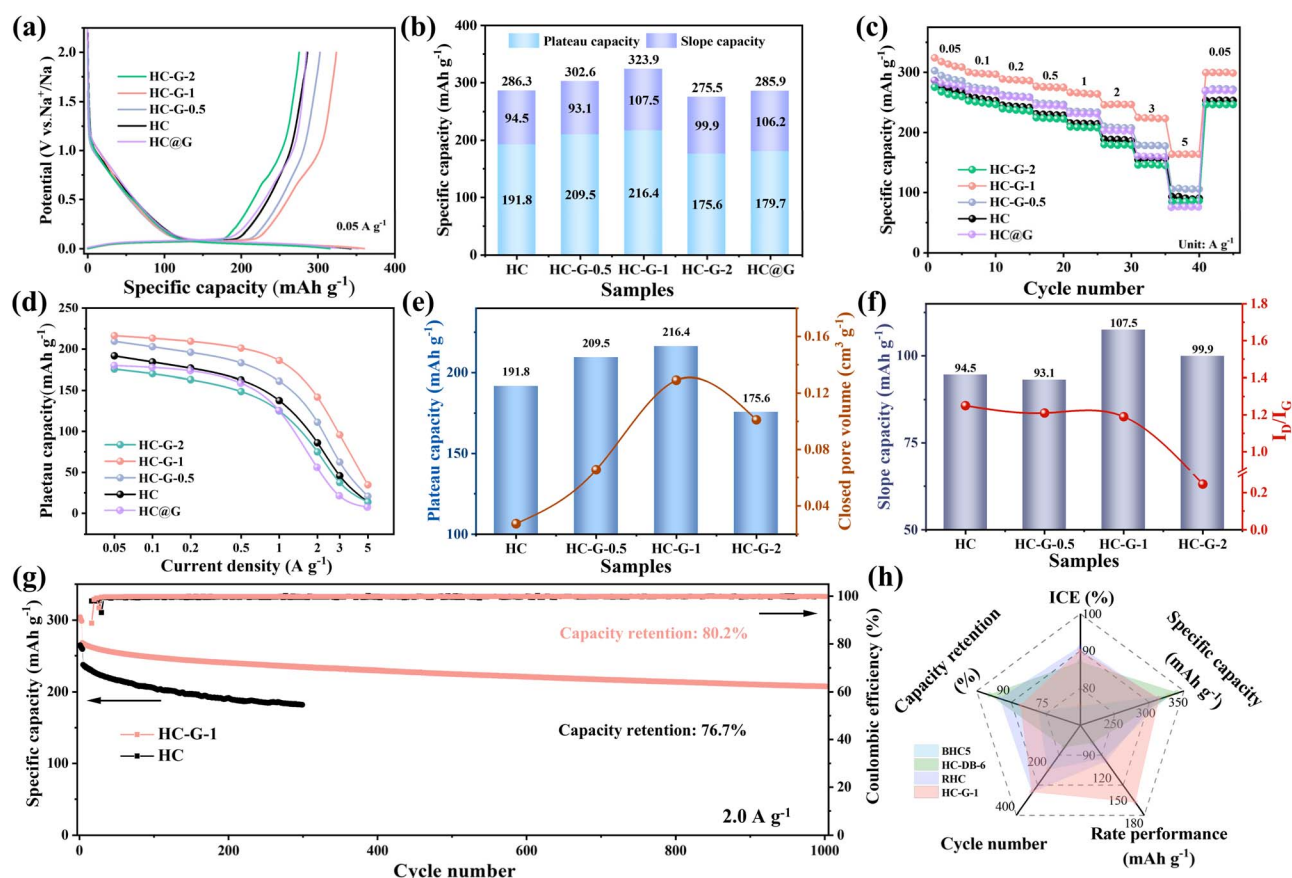 (a)
Potential (V vs.Na⁺/Na)
2.0
1.5
1.0
0.5
0.0
HC-G-2
HC-G-1
HC-G-0.5
HC
HC@G
0.05 A g⁻¹
0
100
200
300
400
Specific capacity (mAh g⁻¹)
(b)
Specific capacity (mAh g⁻¹)
400
300
200
100
0
Plateau capacity
Slope capacity
286.3
302.6
323.9
275.5
285.9
94.5
93.1
107.5
99.9
106.2
191.8
209.5
216.4
175.6
179.7
HC
HC-G-0.5
HC-G-1
HC-G-2
HC@G
Samples
(c)
Specific capacity (mAh g⁻¹)
300
200
100
0
0.05
0.1
0.2
0.5
1
2
3
5
0.05
HC-G-2
HC-G-1
HC-G-0.5
HC
HC@G
Unit: A g⁻¹
0
5
10
15
20
25
30
35
40
Cycle number
(d)
Plaetau capacity(mAh g⁻¹)
250
200
150
100
50
0
HC-G-2
HC-G-1
HC-G-0.5
HC
HC@G
0.05
0.1
0.2
0.5
1
2
3
5
Current density (A g⁻¹)
(e)
Plateau capacity (mAh g⁻¹)
200
150
100
191.8
209.5
216.4
175.6
0.16
0.12
0.08
0.04
Closed pore volume (cm³ g⁻¹)
HC
HC-G-0.5
HC-G-1
HC-G-2
Samples
(f)
Slope capacity (mAh g⁻¹)
100
75
50
94.5
93.1
107.5
99.9
1.8
1.6
1.4
1.2
1.0
0.2
0.0
I_D/I_G
HC
HC-G-0.5
HC-G-1
HC-G-2
Samples
(g)
Specific capacity (mAh g⁻¹)
300
200
100
0
Capacity retention: 80.2%
Capacity retention: 76.7%
HC-G-1
HC
2.0 A g⁻¹
100
80
60
40
20
0
Coulombic efficiency (%)
0
200
400
600
800
1000
Cycle number
(h)
ICE (%)
100
90
80
Specific capacity
(mAh g⁻¹)
350
300
250
Capacity retention
(%)
90
75
BHC5
HC-DB-6
RHC
HC-G-1
200
400
90
120
150
180
Cycle number
Rate performance
(mAh g⁻¹)